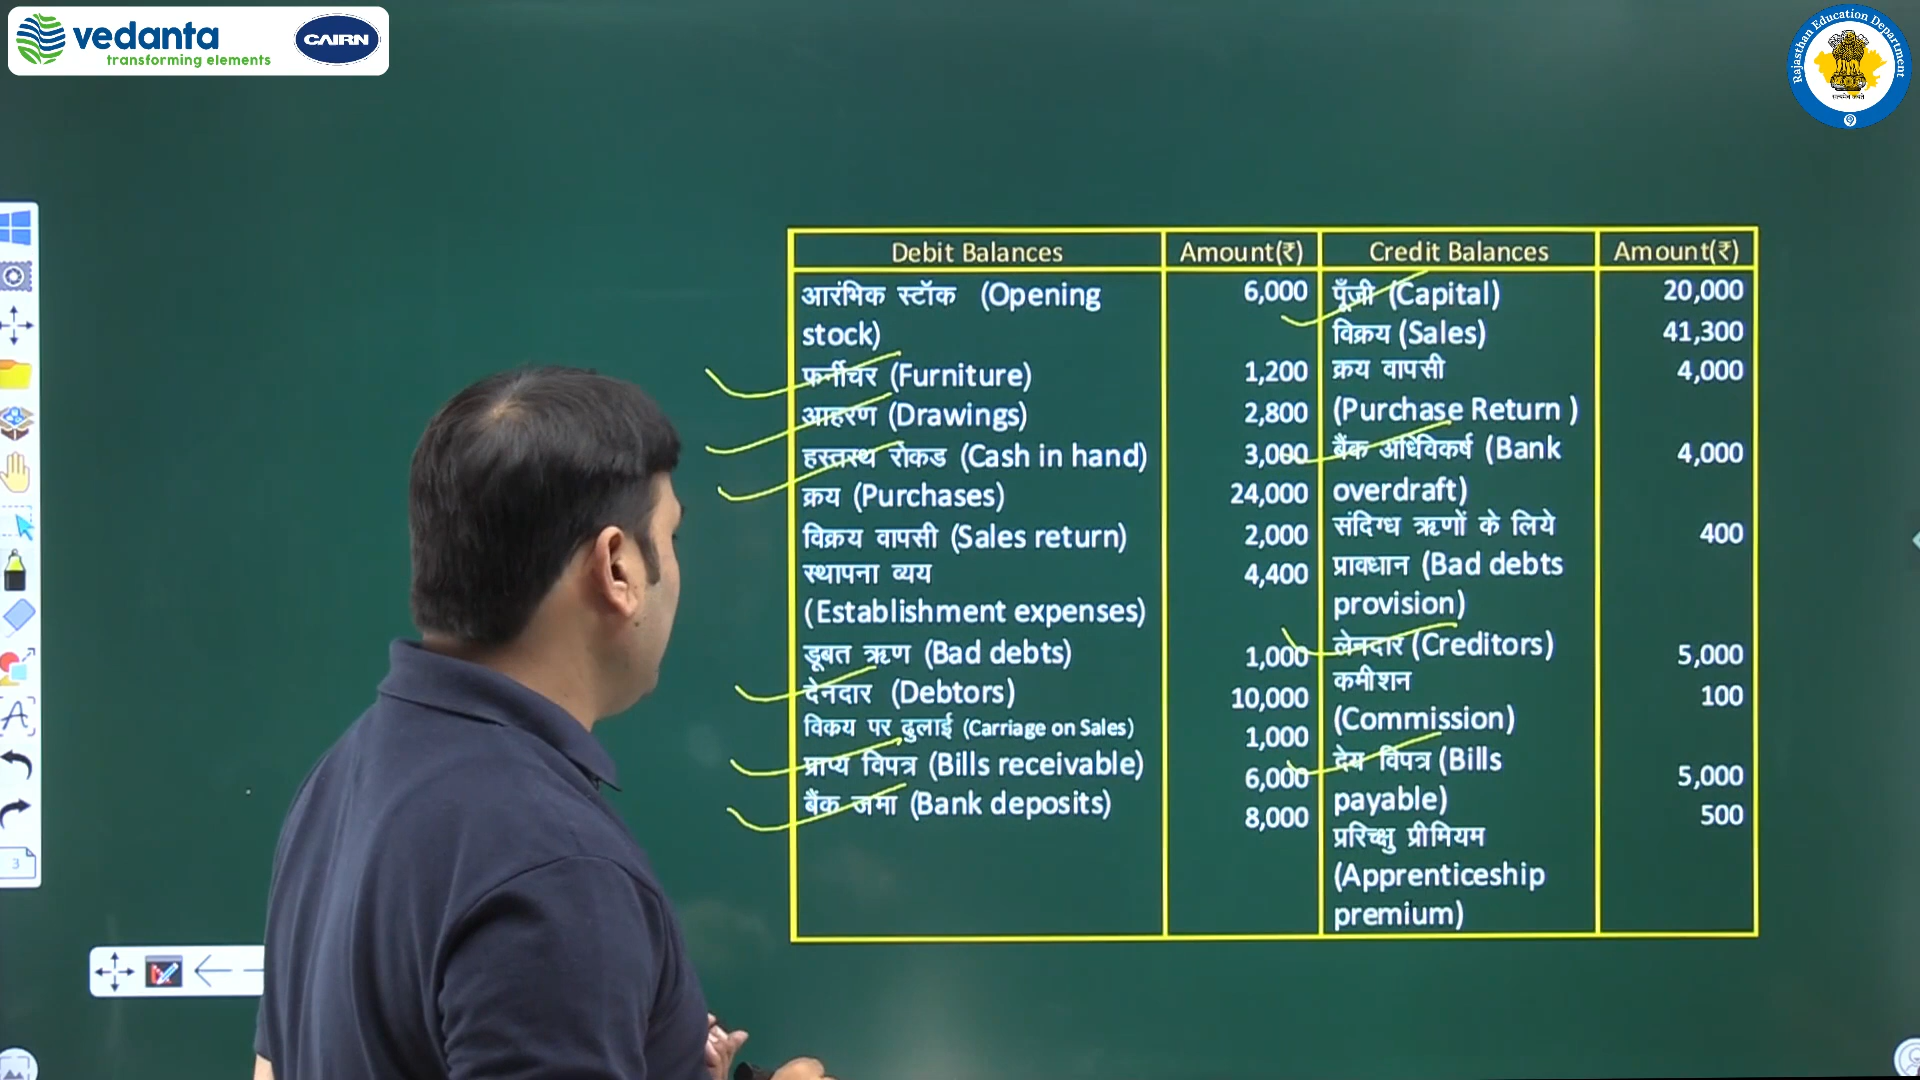 vedanta
transforming elements
CAIRN
Rajasthan Education Department
Debit Balances Amount(₹) Credit Balances Amount(₹)
आरंभिक स्टॉक (Opening stock) 6,000
फर्नीचर (Furniture) 1,200
आहरण (Drawings) 2,800
हस्तस्थ रोकड (Cash in hand) 3,000
क्रय (Purchases) 24,000
विक्रय वापसी (Sales return) 2,000
स्थापना व्यय 4,400
(Establishment expenses)
डूबत ऋण (Bad debts) 1,000
देनदार (Debtors) 10,000
विकय पर ढुलाई (Carriage on Sales) 1,000
प्राप्य विपत्र (Bills receivable) 6,000
बैंक जमा (Bank deposits) 8,000
पूँजी (Capital) 20,000
विक्रय (Sales) 41,300
क्रय वापसी 4,000
(Purchase Return )
बैंक अधिविकर्ष (Bank 4,000
overdraft)
संदिग्ध ऋणों के लिये 400
प्रावधान (Bad debts
provision)
लेनदार (Creditors) 5,000
कमीशन 100
(Commission)
देय विपत्र (Bills 5,000
payable)
500
प्रीमियम
(Apprenticeship
premium)
3